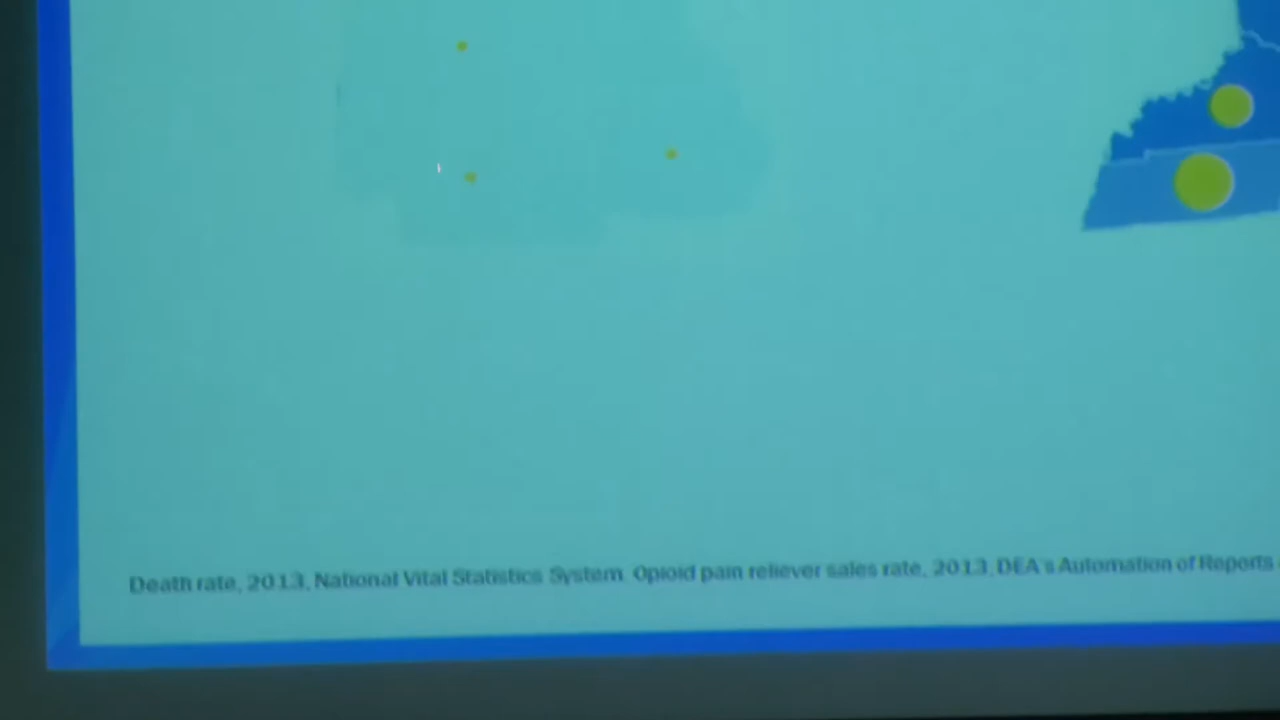 Death rate, 2013, National Vital Statistics System. Opioid pain reliever sales rate, 2013, DEA's Automation of Reports